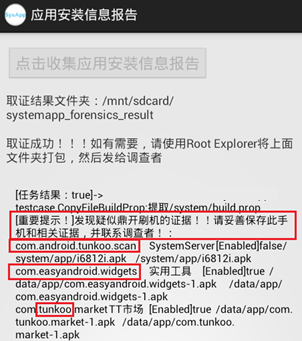 SysApp
应用安装信息报告
点击收集应用安装信息报告
取证结果文件夹：/mnt/sdcard/
systemapp_forensics_result
取证成功！！！如有需要，请使用Root Explorer将上面
文件夹打包，然后发给调查者
[任务结果：true]->
testcase.CopyFileBuildProp:提取/system/build.prop
[重要提示！]发现疑似鼎开刷机的证据！！请妥善保存此手
机和相关证据，并联系调查者！：
com.android.tunkoo.scan SystemServer[Enabled]false/
system/app/i6812i.apk /system/app/i6812i.apk
com.easyandroid.widgets 实用工具 [Enabled]true /
data/app/com.easyandroid.widgets-1.apk /data/app/
com.easyandroid.widgets-1.apk
com.tunkoo.market TT市场 [Enabled]true /data/app/com.
tunkoo.market-1.apk /data/app/com.tunkoo.
market-1.apk